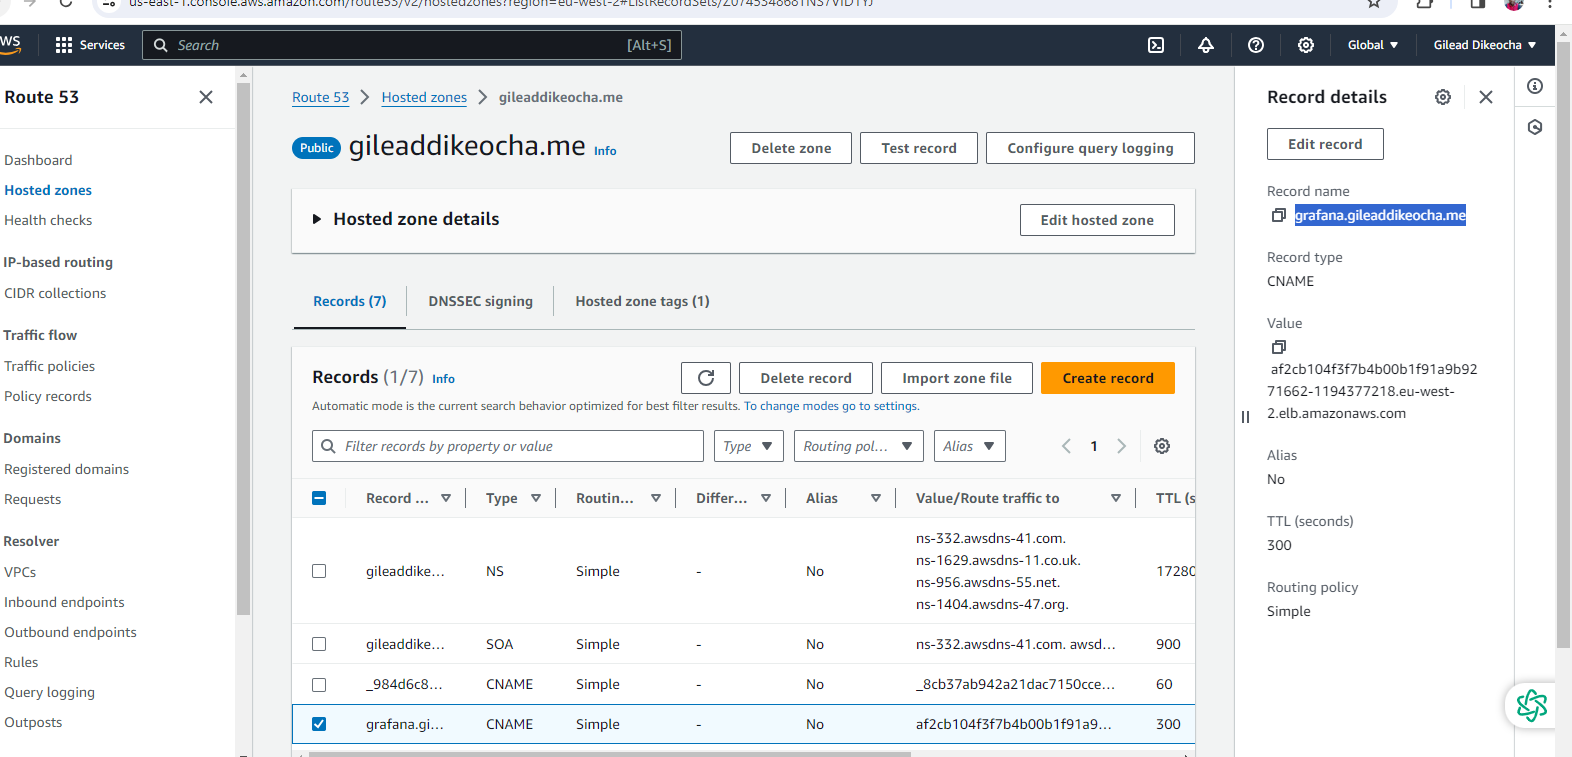 us-east-1.console.aws.amazon.com/route53/v2/hostedzones?region=eu-west-2#ListRecordSets/
Services
Search
[Alt+S]
Global
Gilead Dikeocha
Route 53
Dashboard
Hosted zones
Health checks
IP-based routing
CIDR collections
Traffic flow
Traffic policies
Policy records
Domains
Registered domains
Requests
Resolver
VPCs
Inbound endpoints
Outbound endpoints
Rules
Query logging
Outposts
Route 53
Hosted zones
gileaddikeocha.me
Public
gileaddikeocha.me
Info
Delete zone
Test record
Configure query logging
Hosted zone details
Edit hosted zone
Records (7)
DNSSEC signing
Hosted zone tags (1)
Records (1/7)
Info
Delete record
Import zone file
Create record
Automatic mode is the current search behavior optimized for best filter results. To change modes go to settings.
Filter records by property or value
Type
Routing pol...
Alias
1
Record ...
Type
Routin...
Differ...
Alias
Value/Route traffic to
TTL (s
gileaddike...
NS
Simple
-
No
ns-332.awsdns-41.com.
ns-1629.awsdns-11.co.uk.
ns-956.awsdns-55.net.
ns-1404.awsdns-47.org.
17280
gileaddike...
SOA
Simple
-
No
ns-332.awsdns-41.com. awsd...
900
_984d6c8...
CNAME
Simple
-
No
_8cb37ab942a21dac7150cce...
60
grafana.gi...
CNAME
Simple
-
No
af2cb104f3f7b4b00b1f91a9...
300
Record details
Edit record
Record name
grafana.gileaddikeocha.me
Record type
CNAME
Value
af2cb104f3f7b4b00b1f91a9b92
71662-1194377218.eu-west-
2.elb.amazonaws.com
Alias
No
TTL (seconds)
300
Routing policy
Simple